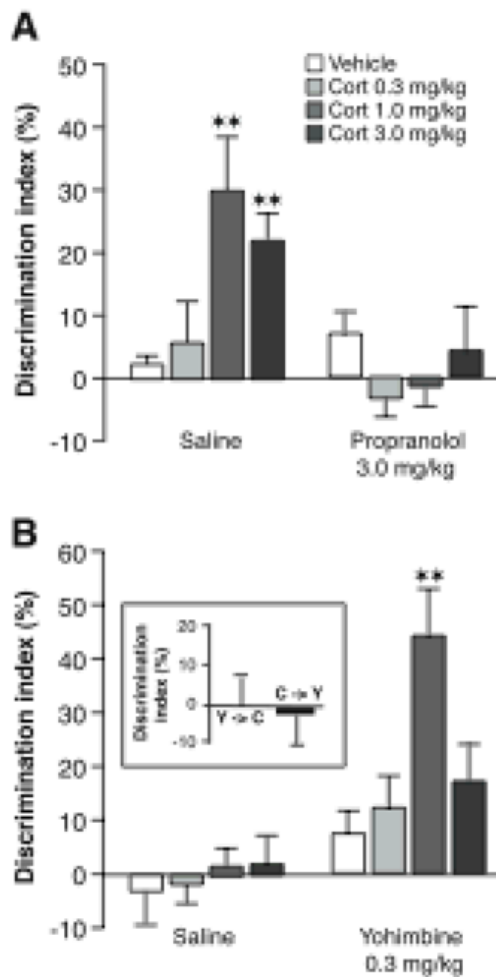 A
Discrimination index (%)
50
40
30
20
10
0
-10
Vehicle
Cort 0.3 mg/kg
Cort 1.0 mg/kg
Cort 3.0 mg/kg
**
**
Saline
Propranolol
3.0 mg/kg
B
Discrimination index (%)
60
50
40
30
20
10
0
-10
Discrimination
index (%)
20
10
0
-10
Y -> C
C -> Y
**
Saline
Yohimbine
0.3 mg/kg